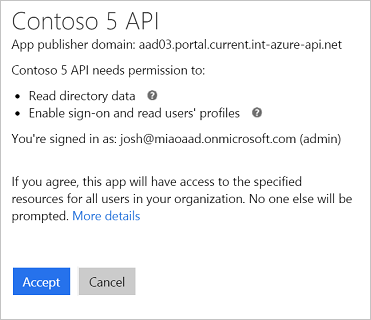 Contoso 5 API
App publisher domain: aad03.portal.current.int-azure-api.net
Contoso 5 API needs permission to:
Read directory data ?
Enable sign-on and read users' profiles ?
You're signed in as: josh@miaoaad.onmicrosoft.com (admin)
If you agree, this app will have access to the specified
resources for all users in your organization. No one else will be
prompted. More details
Accept Cancel